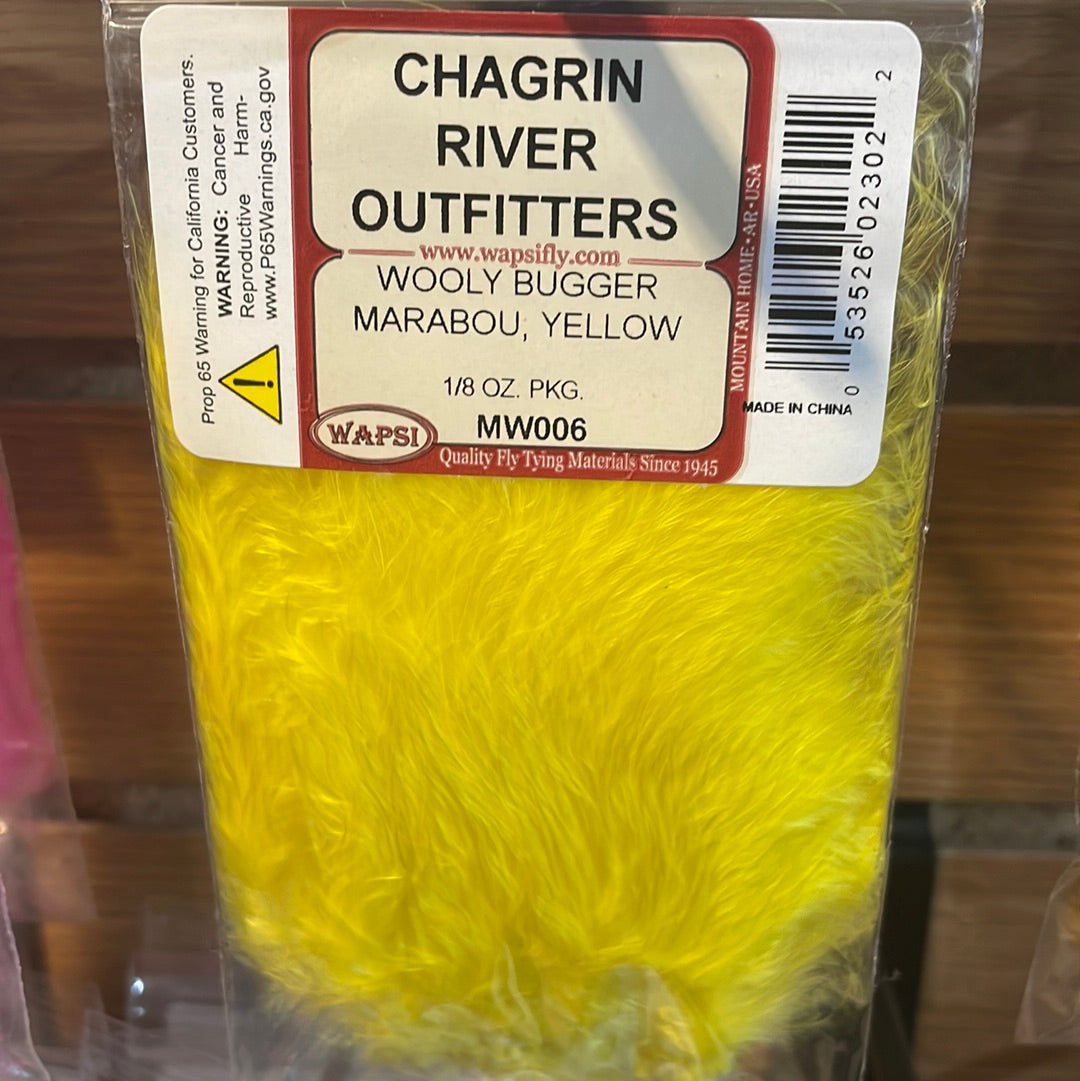 Prop 65 Warning for California Customers.
WARNING: Cancer and
Reproductive Harm-
www.P65Warnings.ca.gov
CHAGRIN
RIVER
OUTFITTERS
www.wapsifly.com
WOOLY BUGGER
MARABOU, YELLOW
1/8 OZ. PKG.
MW006
WAPSI
Quality Fly Tying Materials Since 1945
MOUNTAIN HOME·AR·USA
0 53526 02302 2
MADE IN CHINA